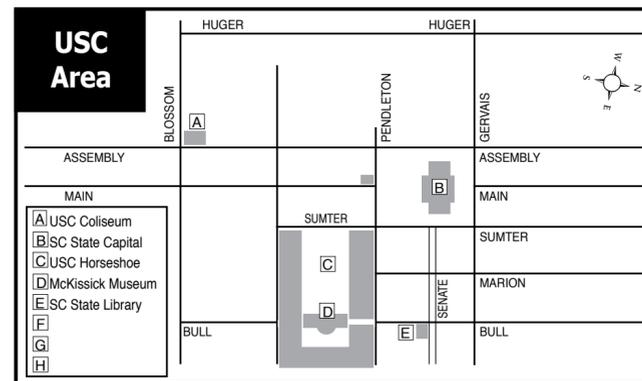 USC
Area
HUGER
HUGER
BLOSSOM
PENDLETON
GERVAIS
W
S
N
E
A
ASSEMBLY
ASSEMBLY
B
MAIN
MAIN
SUMTER
SUMTER
A USC Coliseum
B SC State Capital
C USC Horseshoe
D McKissick Museum
E SC State Library
F
G
H
C
SENATE
MARION
D
BULL
E
BULL